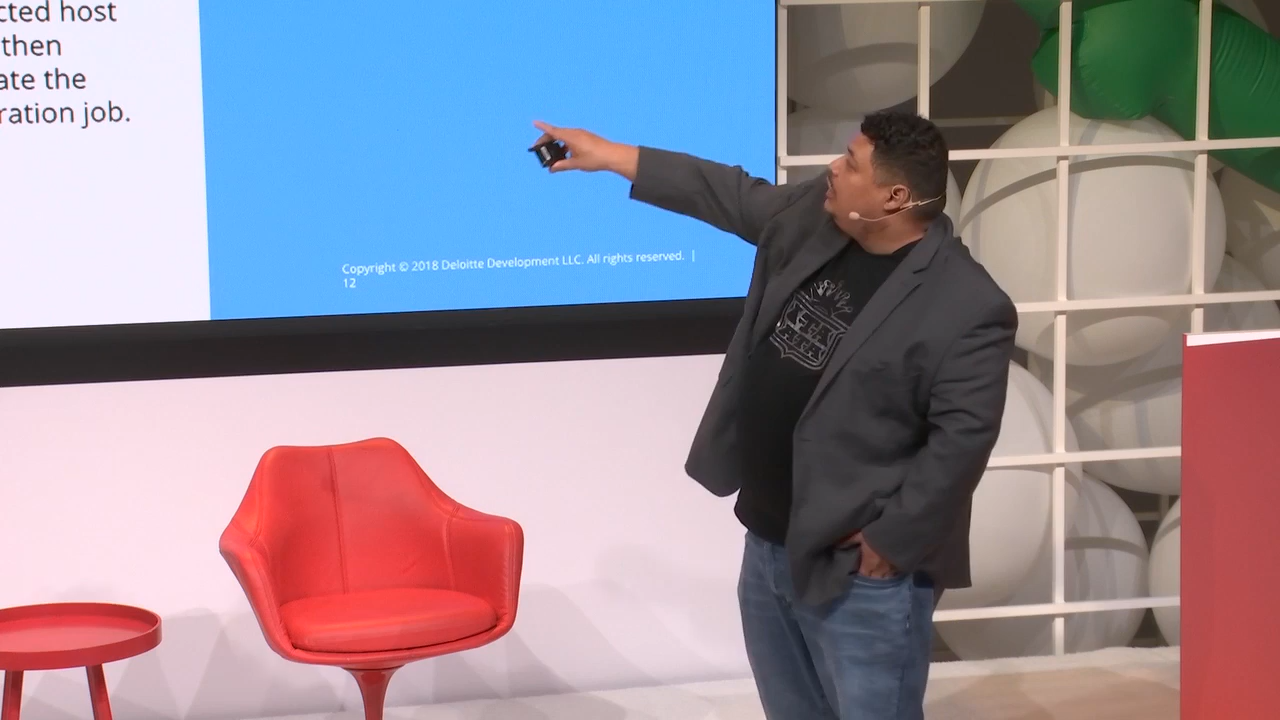 cted host
then
ate the
ration job.
Copyright © 2018 Deloitte Development LLC. All rights reserved. |
12